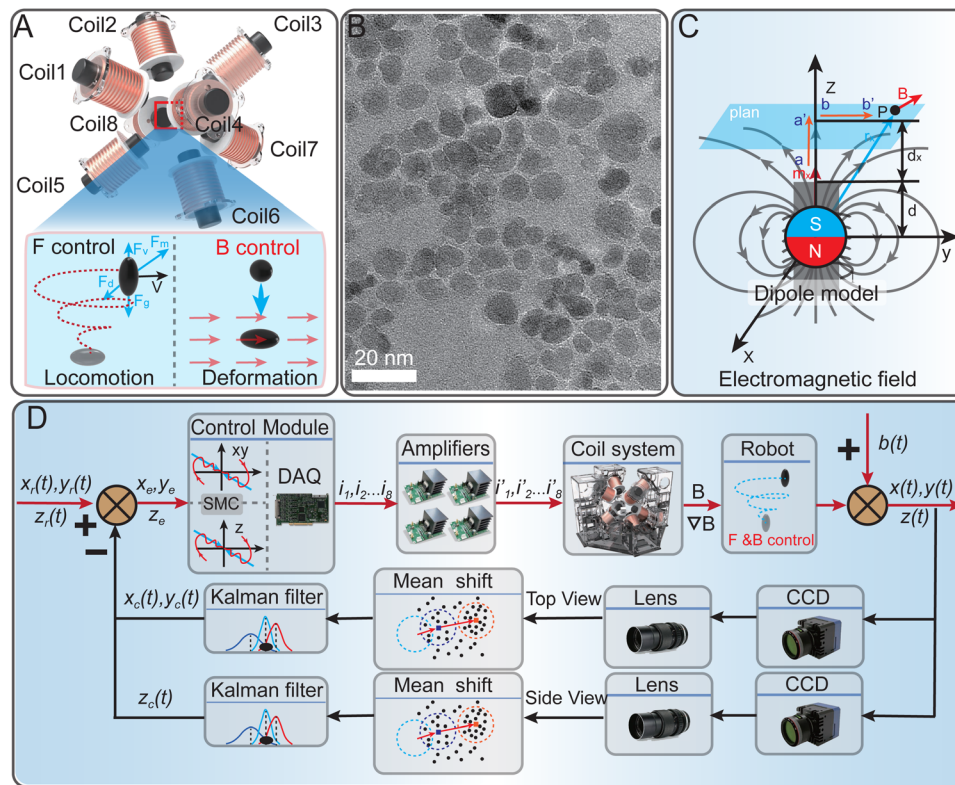 A
Coil2
Coil3
Coil1
Coil8
Coil4
Coil7
Coil5
Coil6
F control
Fv
Fm
V
Fd
Fg
Locomotion
B control
Deformation
B
20 nm
C
Z
B
b
b'
P
plan
a'
r
a
mx
dx
d
S
N
y
Dipole model
x
Electromagnetic field
D
Control Module
xy
SMC
z
DAQ
Amplifiers
Coil system
Robot
F &B control
+
b(t)
xr(t),yr(t)
zr(t)
+
−
xe,ye
ze
i1,i2...i8
i'1,i'2...i'8
B
∇B
x(t), y(t)
z(t)
xc(t),yc(t)
Kalman filter
Mean shift
Top View
Lens
CCD
zc(t)
Kalman filter
Mean shift
Side View
Lens
CCD